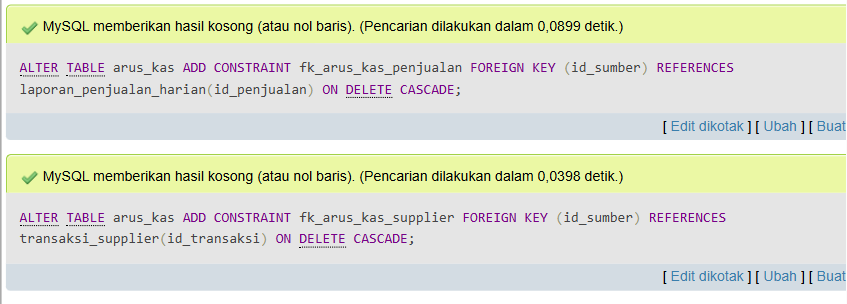 MySQL memberikan hasil kosong (atau nol baris). (Pencarian dilakukan dalam 0,0899 detik.)
ALTER TABLE arus_kas ADD CONSTRAINT fk_arus_kas_penjualan FOREIGN KEY (id_sumber) REFERENCES
laporan_penjualan_harian(id_penjualan) ON DELETE CASCADE;
[ Edit dikotak ] [ Ubah ] [ Buat
MySQL memberikan hasil kosong (atau nol baris). (Pencarian dilakukan dalam 0,0398 detik.)
ALTER TABLE arus_kas ADD CONSTRAINT fk_arus_kas_supplier FOREIGN KEY (id_sumber) REFERENCES
transaksi_supplier(id_transaksi) ON DELETE CASCADE;
[ Edit dikotak ] [ Ubah ] [ Buat